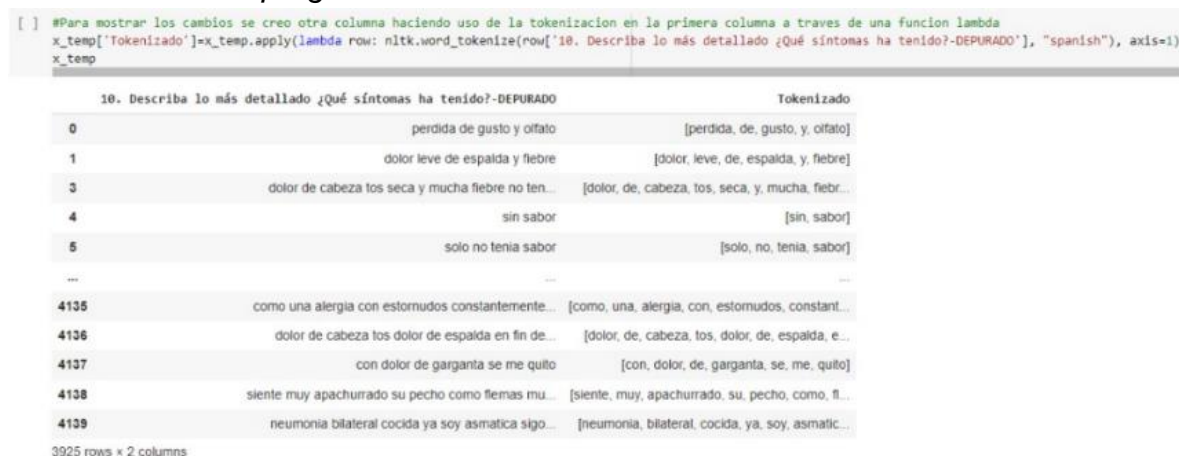 [ ] #Para mostrar los cambios se creo otra columna haciendo uso de la tokenizacion en la primera columna a traves de una funcion lambda
x_temp['Tokenizado']=x_temp.apply(lambda row: nltk.word_tokenize(row['10. Describa lo más detallado ¿Qué síntomas ha tenido?-DEPURADO'], "spanish"), axis=1)
x_temp
10. Describa lo más detallado ¿Qué síntomas ha tenido?-DEPURADO Tokenizado
0 perdida de gusto y olfato [perdida, de, gusto, y, olfato]
1 dolor leve de espalda y fiebre [dolor, leve, de, espalda, y, fiebre]
3 dolor de cabeza tos seca y mucha fiebre no ten... [dolor, de, cabeza, tos, seca, y, mucha, fiebr...
4 sin sabor [sin, sabor]
5 solo no tenia sabor [solo, no, tenia, sabor]
... ... ...
4135 como una alergia con estornudos constantemente... [como, una, alergia, con, estornudos, constant...
4136 dolor de cabeza tos dolor de espalda en fin de... [dolor, de, cabeza, tos, dolor, de, espalda, e...
4137 con dolor de garganta se me quito [con, dolor, de, garganta, se, me, quito]
4138 siente muy apachurrado su pecho como flemas mu... [siente, muy, apachurrado, su, pecho, como, fl...
4139 neumonia bilateral cocida ya soy asmatica sigo... [neumonia, bilateral, cocida, ya, soy, asmatic...
3925 rows × 2 columns